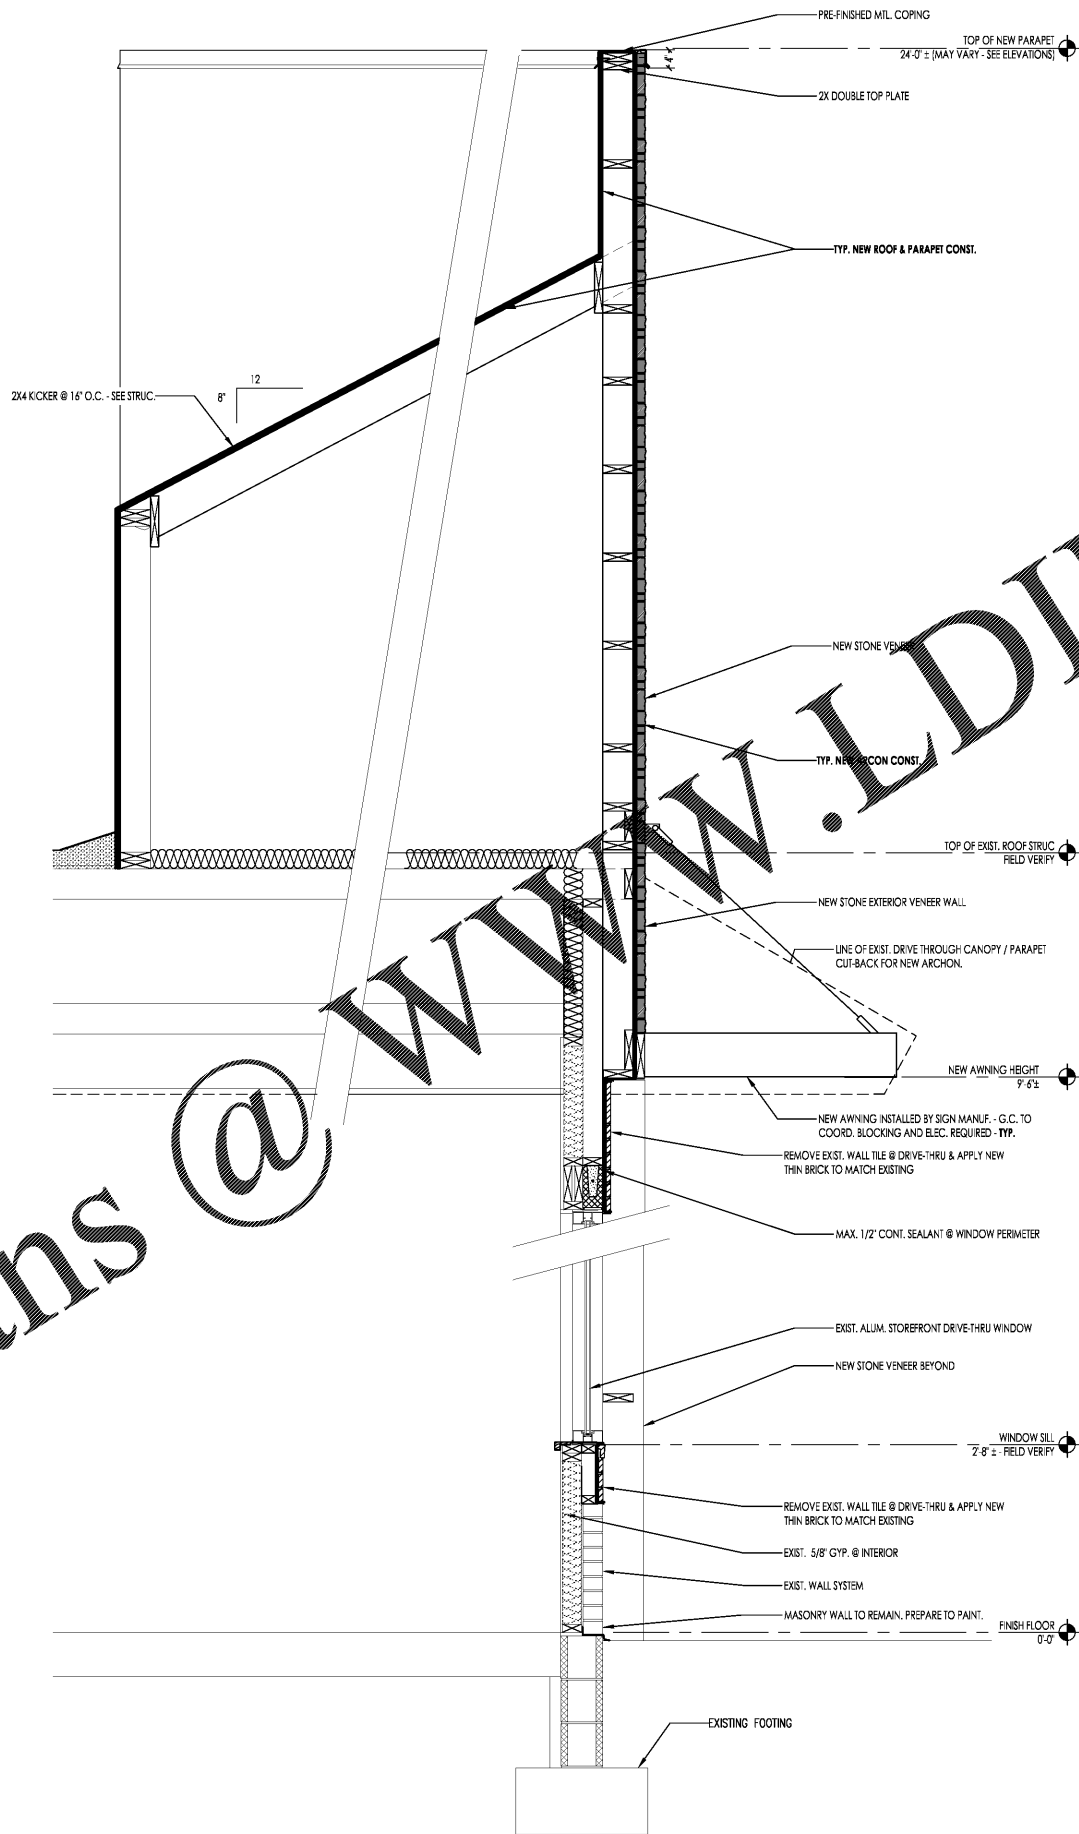 PRE-FINISHED MTL. COPING
TOP OF NEW PARAPET
24'-0" ± (MAY VARY - SEE ELEVATIONS)
4"
2X DOUBLE TOP PLATE
TYP. NEW ROOF & PARAPET CONST.
12
8"
2X4 KICKER @ 16" O.C. - SEE STRUC.
NEW STONE VENEER
TYP. NEW ARCON CONST.
TOP OF EXIST. ROOF STRUC
FIELD VERIFY
NEW STONE EXTERIOR VENEER WALL
LINE OF EXIST. DRIVE THROUGH CANOPY / PARAPET
CUT-BACK FOR NEW ARCHON.
NEW AWNING HEIGHT
9'-6"±
NEW AWNING INSTALLED BY SIGN MANUF. - G.C. TO
COORD. BLOCKING AND ELEC. REQUIRED - TYP.
REMOVE EXIST. WALL TILE @ DRIVE-THRU & APPLY NEW
THIN BRICK TO MATCH EXISTING
MAX. 1/2" CONT. SEALANT @ WINDOW PERIMETER
EXIST. ALUM. STOREFRONT DRIVE-THRU WINDOW
NEW STONE VENEER BEYOND
WINDOW SILL
2'-8" ± - FIELD VERIFY
REMOVE EXIST. WALL TILE @ DRIVE-THRU & APPLY NEW
THIN BRICK TO MATCH EXISTING
EXIST. 5/8" GYP. @ INTERIOR
EXIST. WALL SYSTEM
MASONRY WALL TO REMAIN. PREPARE TO PAINT.
FINISH FLOOR
0'-0"
EXISTING FOOTING
ans @ www.LDI